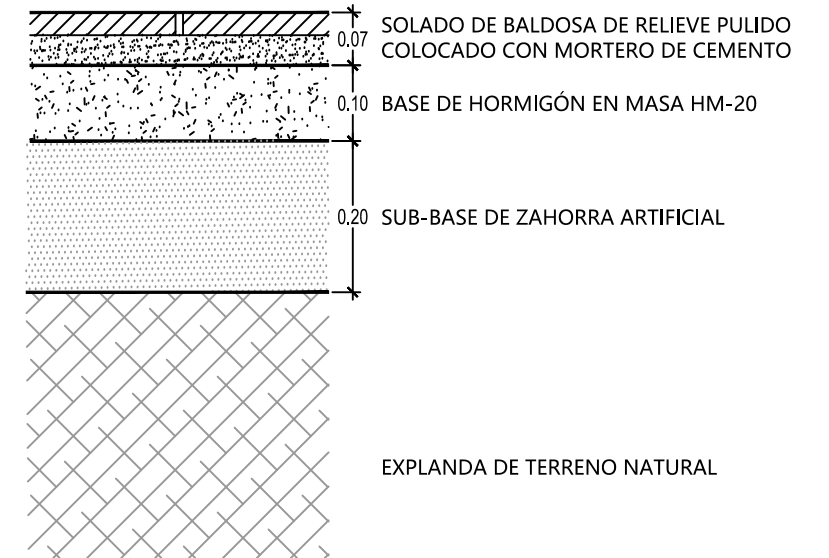 SOLADO DE BALDOSA DE RELIEVE PULIDO
0.07
COLOCADO CON MORTERO DE CEMENTO
0.10 BASE DE HORMIGÓN EN MASA HM-20
0.20 SUB-BASE DE ZAHORRA ARTIFICIAL
EXPLANDA DE TERRENO NATURAL